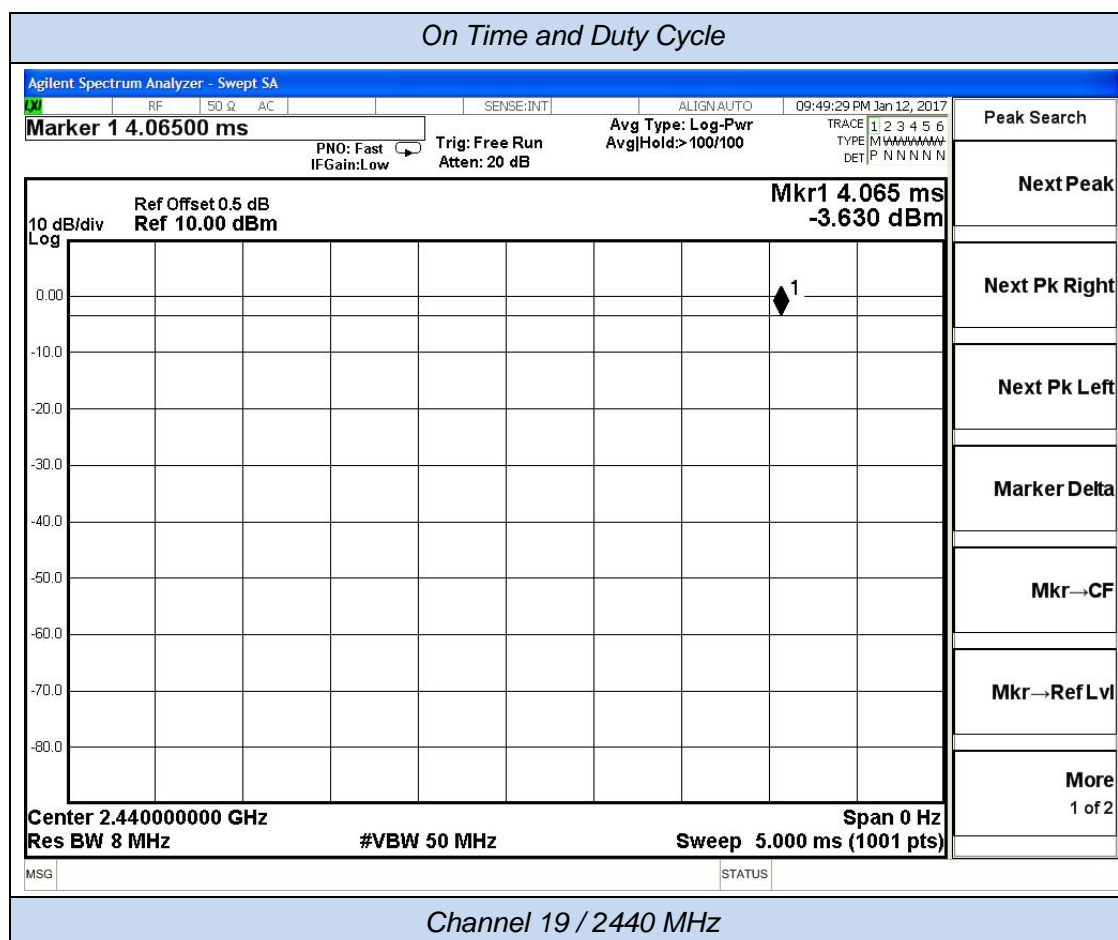 On Time and Duty Cycle
Agilent Spectrum Analyzer - Swept SA
LXI RF 50 Ω AC SENSE:INT ALIGN AUTO 09:49:29 PM Jan 12, 2017
Marker 1 4.06500 ms
PNO: Fast
IFGain:Low
Trig: Free Run
Atten: 20 dB
Avg Type: Log-Pwr
Avg|Hold:>100/100
TRACE 1 2 3 4 5 6
TYPE M WWWWW
DET P N N N N N
Ref Offset 0.5 dB
10 dB/div Ref 10.00 dBm
Log
Mkr1 4.065 ms
-3.630 dBm
1
0.00
-10.0
-20.0
-30.0
-40.0
-50.0
-60.0
-70.0
-80.0
Center 2.440000000 GHz Span 0 Hz
Res BW 8 MHz #VBW 50 MHz Sweep 5.000 ms (1001 pts)
MSG STATUS
Peak Search
Next Peak
Next Pk Right
Next Pk Left
Marker Delta
Mkr→CF
Mkr→Ref Lvl
More
1 of 2
Channel 19 / 2440 MHz